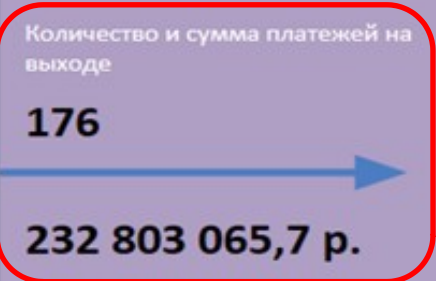 Количество и сумма платежей на
выходе
176
232 803 065,7 р.